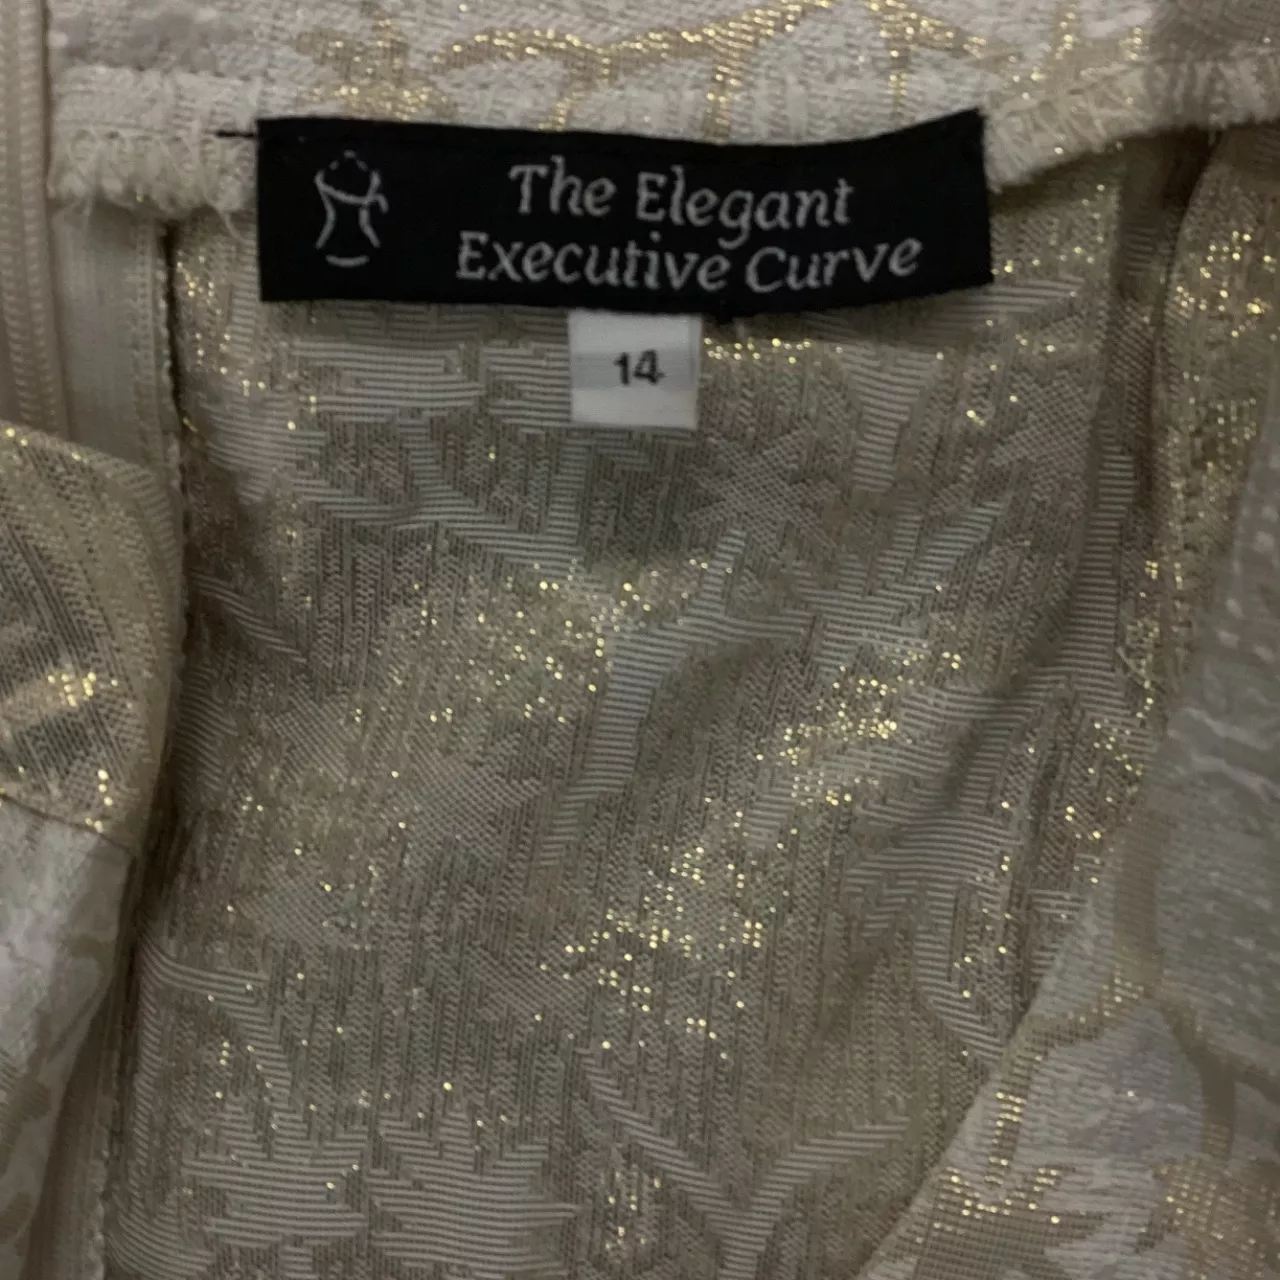 The Elegant
Executive Curve
14